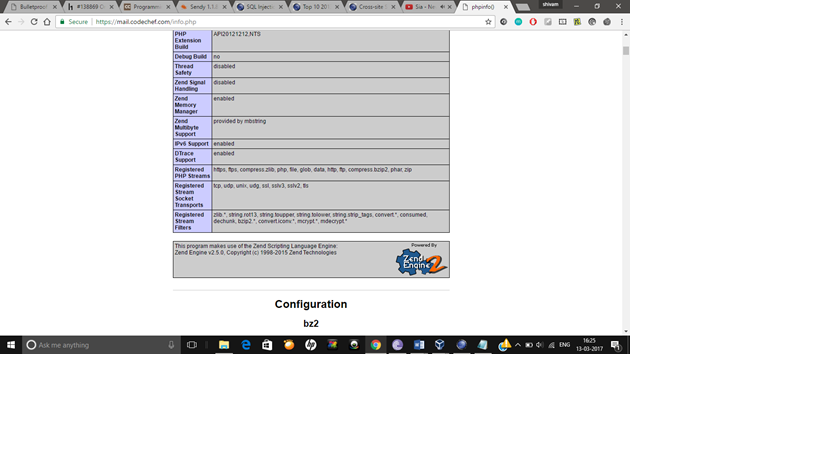 Bulletproof
#138869 O
Programmi
Sendy 1.1.
SQL Inject
Top 10 201
Cross-site S
Sia - Ne
phpinfo()
shivam
Secure https://mail.codechef.com/info.php
PHP
Extension
Build
API20121212,NTS
Debug Build
no
Thread
Safety
disabled
Zend Signal
Handling
disabled
Zend
Memory
Manager
enabled
Zend
Multibyte
Support
provided by mbstring
IPv6 Support
enabled
DTrace
Support
enabled
Registered
PHP Streams
https, ftps, compress.zlib, php, file, glob, data, http, ftp, compress.bzip2, phar, zip
Registered
Stream
Socket
Transports
tcp, udp, unix, udg, ssl, sslv3, sslv2, tls
Registered
Stream
Filters
zlib.*, string.rot13, string.toupper, string.tolower, string.strip_tags, convert.*, consumed,
dechunk, bzip2.*, convert.iconv.*, mcrypt.*, mdecrypt.*
This program makes use of the Zend Scripting Language Engine:
Zend Engine v2.5.0, Copyright (c) 1998-2015 Zend Technologies
Powered By
Zend
Engine 2
Configuration
bz2
Ask me anything
ENG
16:25
13-03-2017